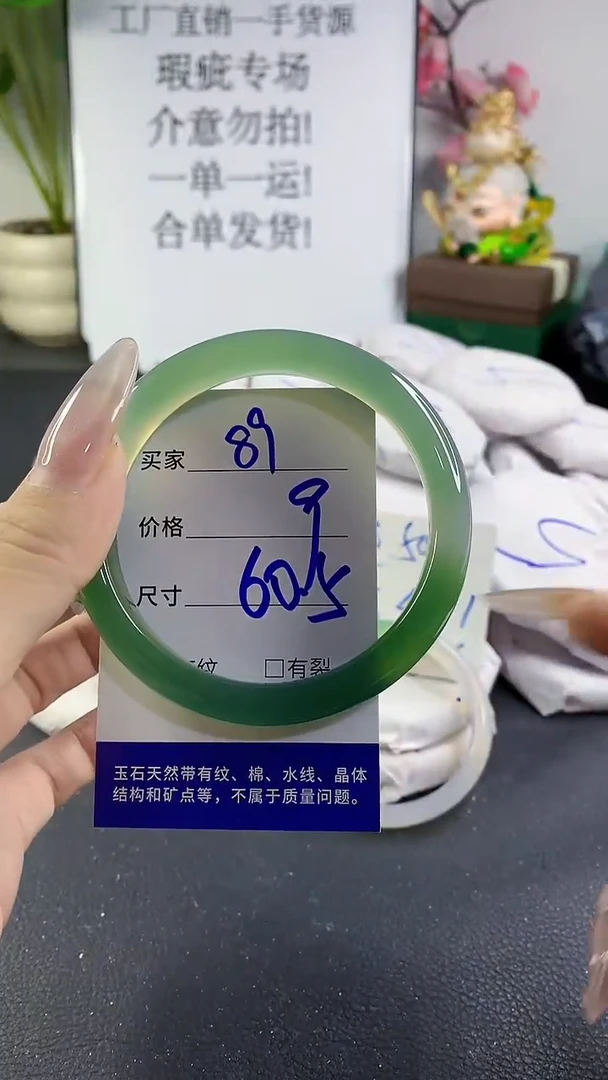 工厂直销一手货源
瑕疵专场
介意勿拍!
一单一运!
合单发货!
买家 89
价格 9
尺寸 60.5
纹 □有裂
玉石天然带有纹、棉、水线、晶体
结构和矿点等，不属于质量问题。